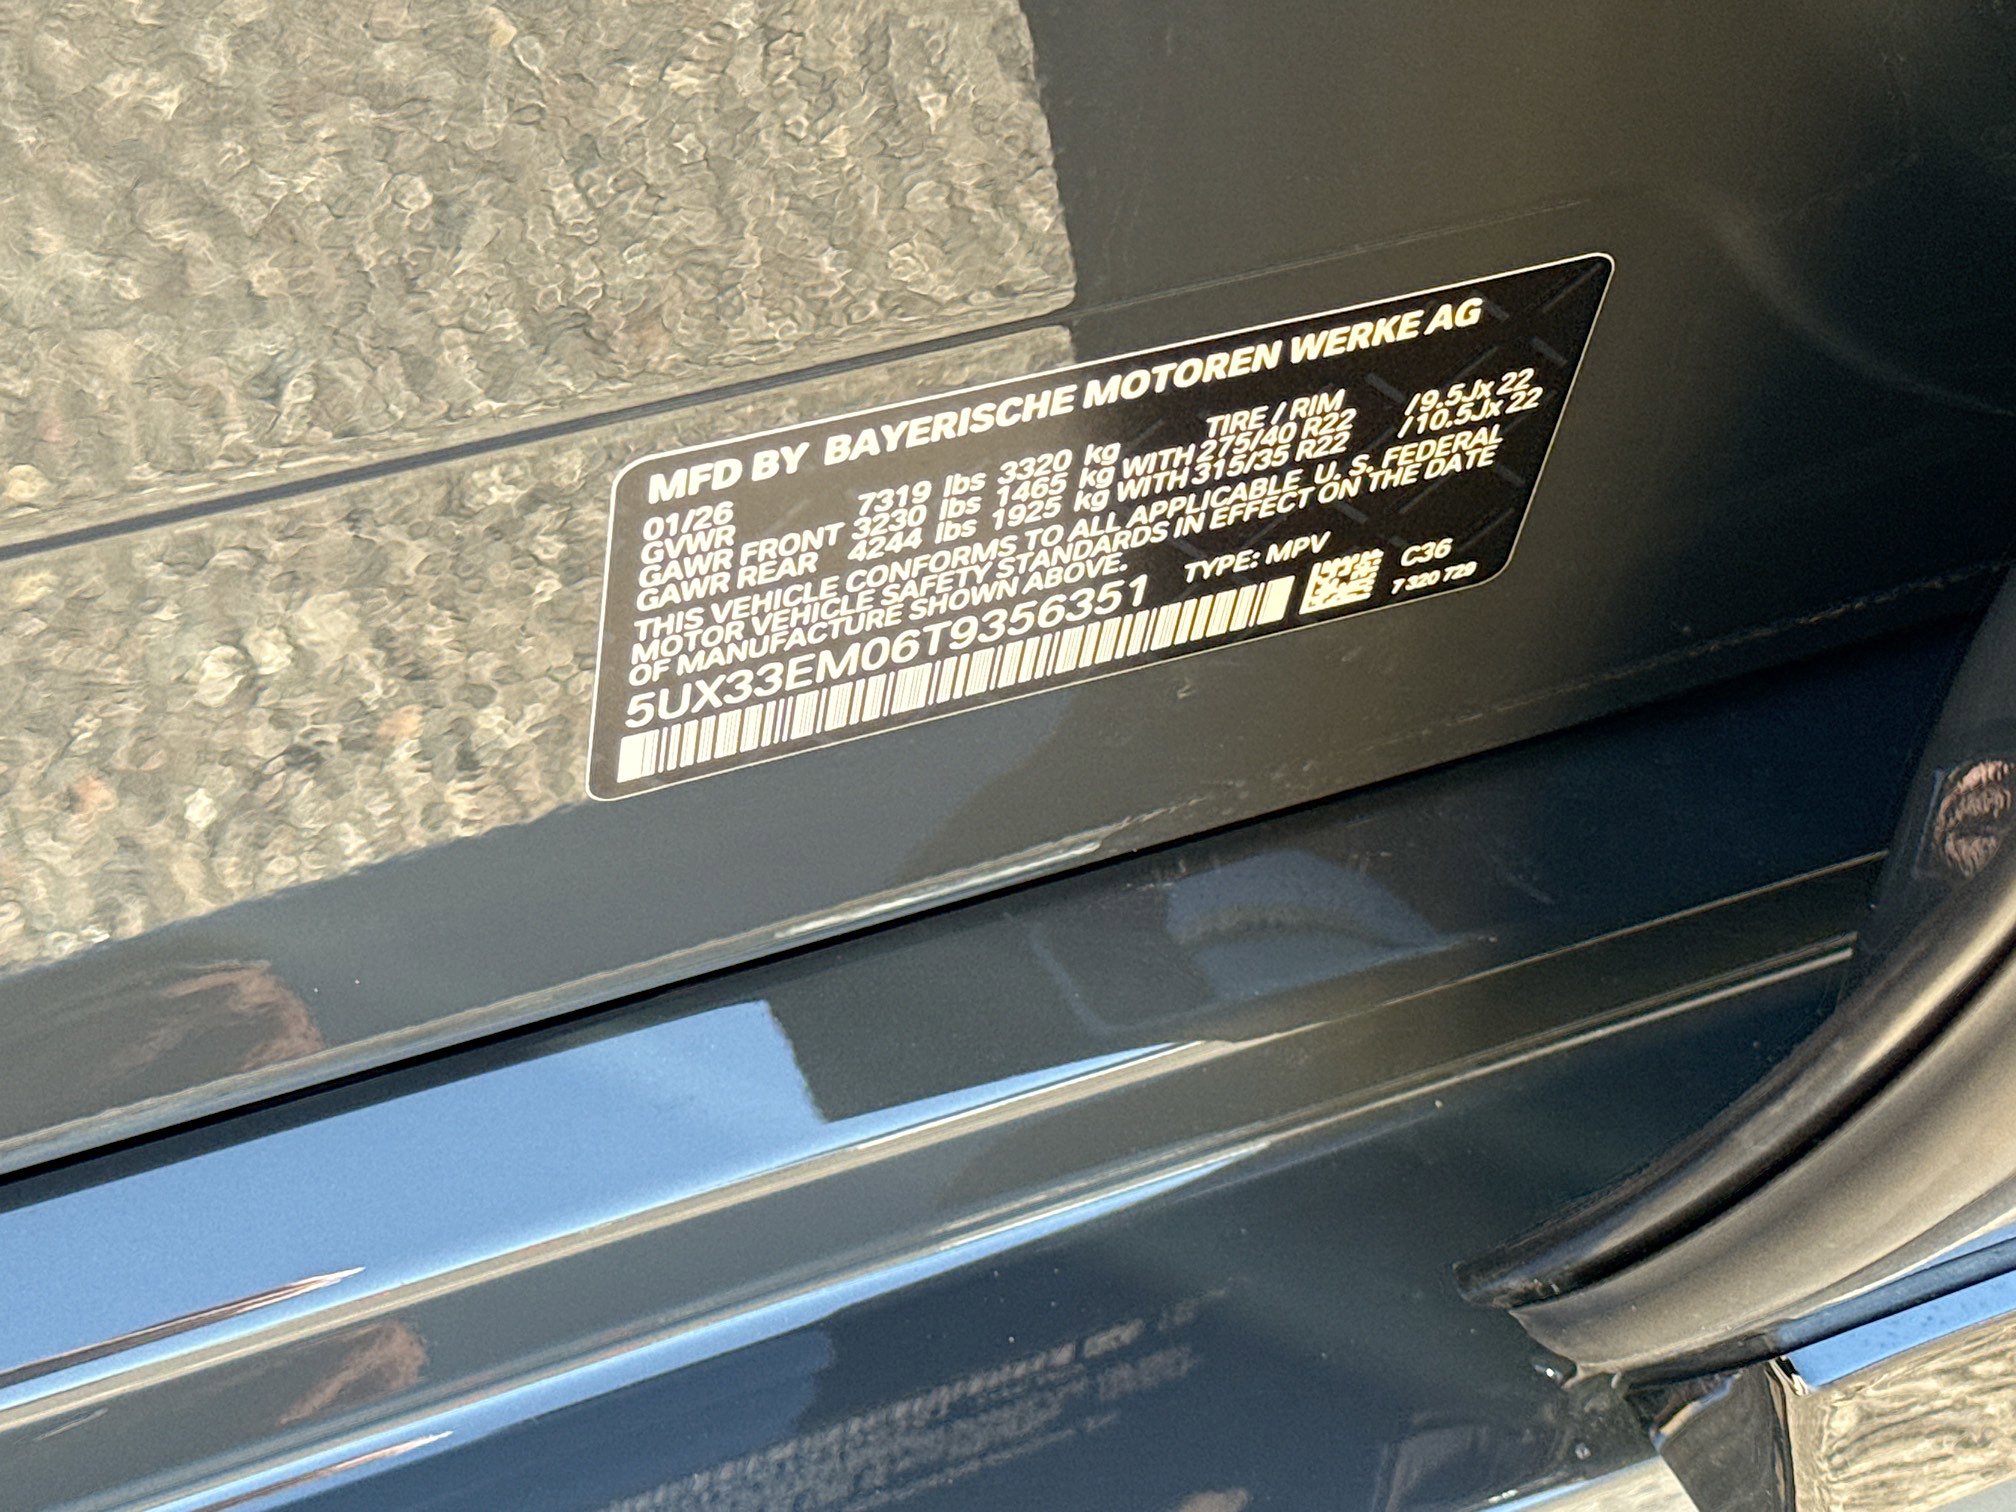 MFD BY BAYERISCHE MOTOREN WERKE AG
01/26 TIRE / RIM
GVWR 7319 lbs 3320 kg
GAWR FRONT 3230 lbs 1465 kg WITH 275/40 R22 /9.5Jx 22
GAWR REAR 4244 lbs 1925 kg WITH 315/35 R22 /10.5Jx 22
THIS VEHICLE CONFORMS TO ALL APPLICABLE U. S. FEDERAL
MOTOR VEHICLE SAFETY STANDARDS IN EFFECT ON THE DATE
OF MANUFACTURE SHOWN ABOVE.
5UX33EM06T9356351 TYPE: MPV C36
7 320 729